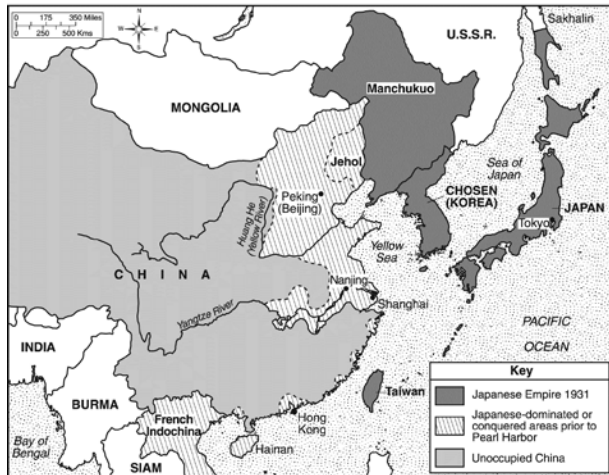 0 175 350 Miles
0 250 500 Kms
N
W E
S
Sakhalin
U.S.S.R.
MONGOLIA
Manchukuo
Jehol
Sea of
Japan
Peking
(Beijing)
CHOSEN
(KOREA)
JAPAN
Tokyo
Huang He
(Yellow River)
Yellow
Sea
CHINA
Nanjing
Shanghai
Yangtze River
PACIFIC
OCEAN
INDIA
BURMA
Taiwan
French
Indochina
Hong
Kong
Bay of
Bengal
Hainan
SIAM
Key
Japanese Empire 1931
Japanese-dominated or
conquered areas prior to
Pearl Harbor
Unoccupied China